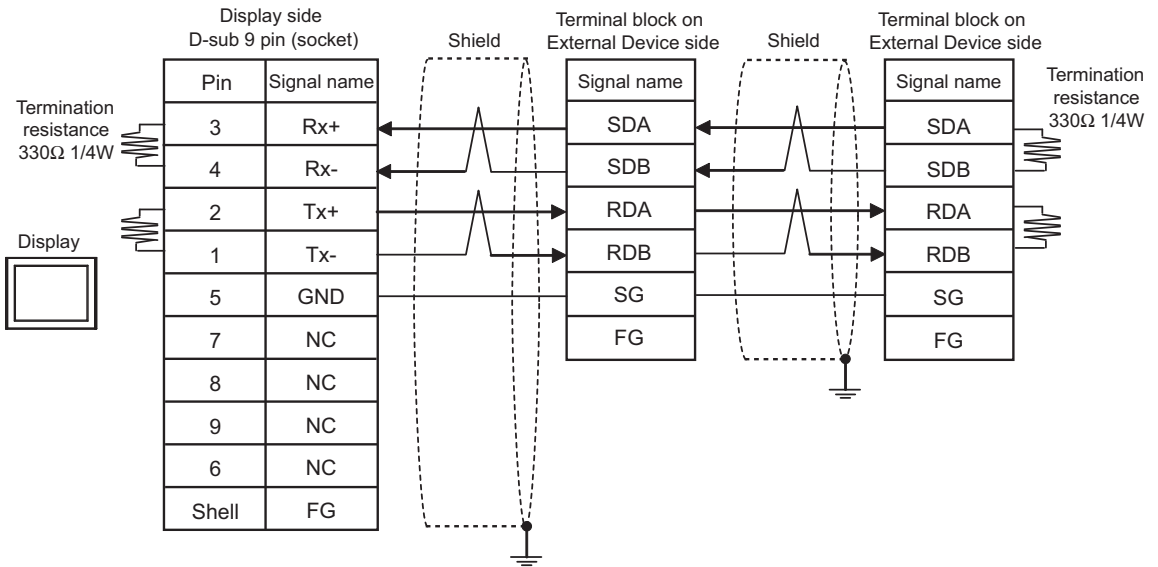 Display side
D-sub 9 pin (socket)
Shield
Terminal block on
External Device side
Shield
Terminal block on
External Device side
Termination
resistance
330Ω 1/4W
Pin Signal name
3 Rx+
4 Rx-
2 Tx+
1 Tx-
5 GND
7 NC
8 NC
9 NC
6 NC
Shell FG
Display
Signal name
SDA
SDB
RDA
RDB
SG
FG
Signal name
SDA
SDB
RDA
RDB
SG
FG
Termination
resistance
330Ω 1/4W